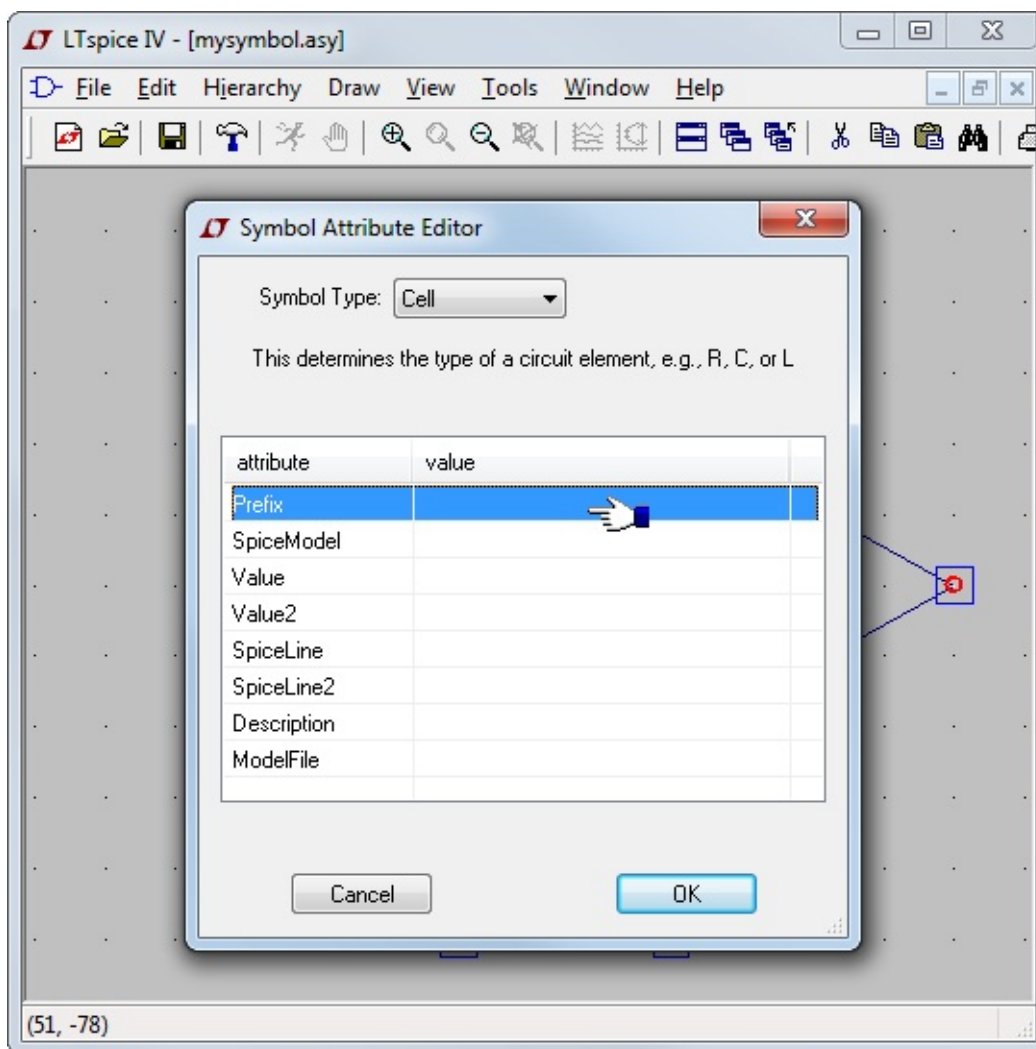 LTspice IV - [mysymbol.asy]
File Edit Hierarchy Draw View Tools Window Help
Symbol Attribute Editor
Symbol Type: Cell
This determines the type of a circuit element, e.g., R, C, or L
attribute value
Prefix
SpiceModel
Value
Value2
SpiceLine
SpiceLine2
Description
ModelFile
Cancel OK
(51, -78)